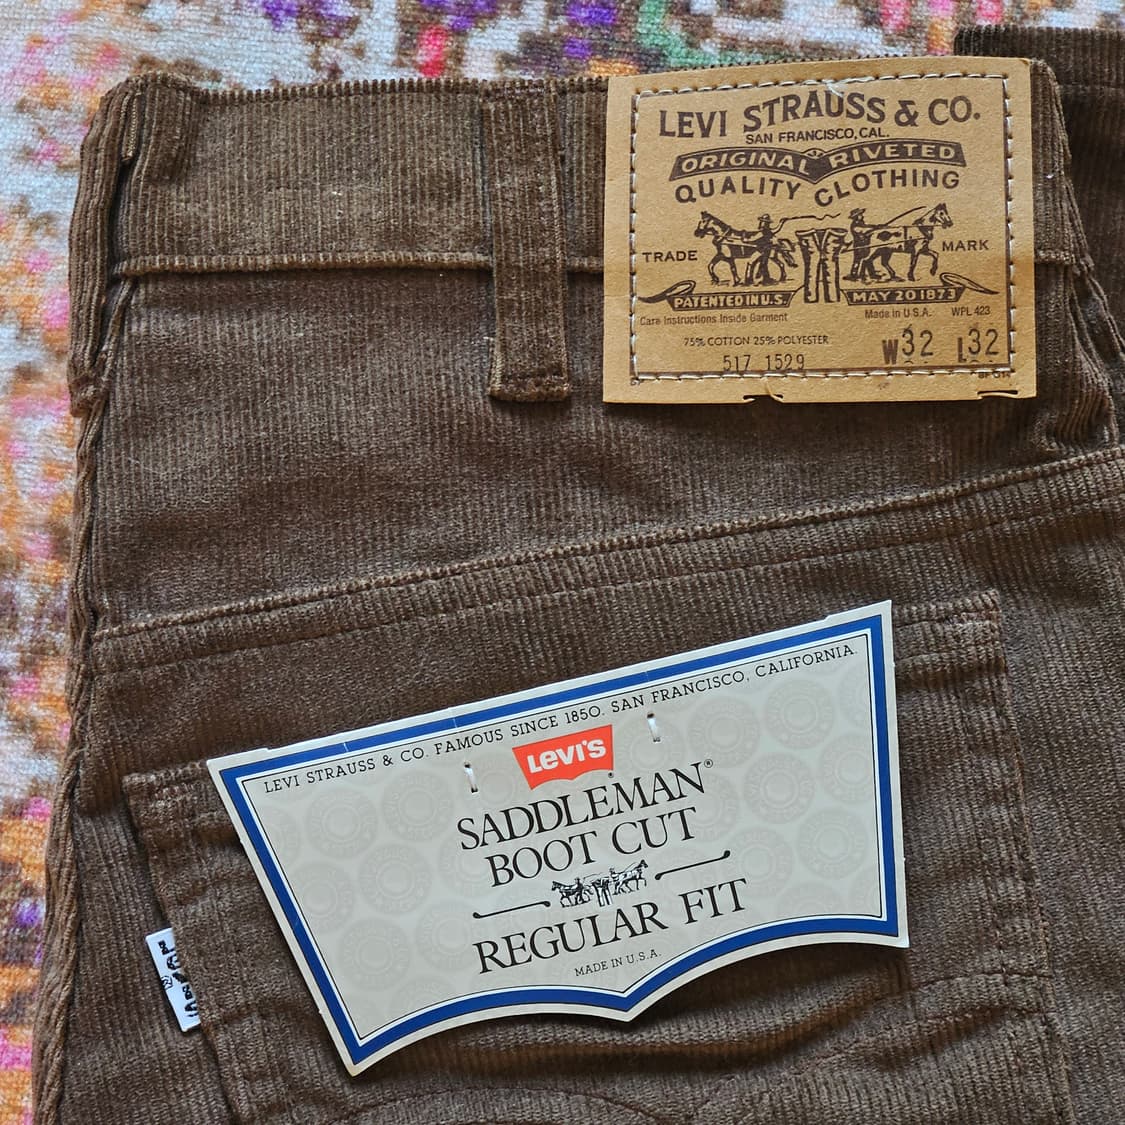 LEVI STRAUSS & CO.
SAN FRANCISCO, CAL.
ORIGINAL RIVETED
QUALITY CLOTHING
TRADE MARK
PATENTED IN U.S. MAY 20 1873
Care Instructions Inside Garment Made in U.S.A. WPL 423
75% COTTON 25% POLYESTER
517 1529 W32 L32
LEVI STRAUSS & CO. FAMOUS SINCE 1850. SAN FRANCISCO, CALIFORNIA.
LEVI'S®
SADDLEMAN®
BOOT CUT
REGULAR FIT
MADE IN U.S.A.